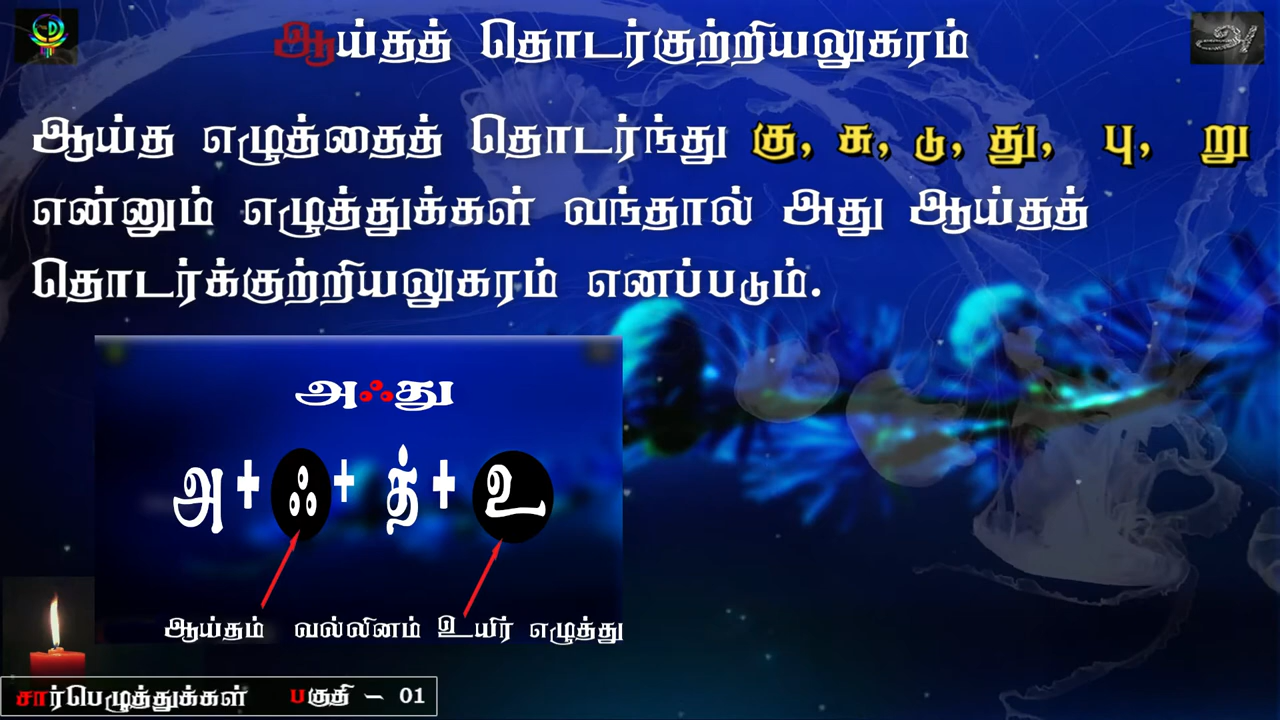 ஆய்தத் தொடர்குற்றியலுகரம்
அ
ஆய்த எழுத்தைத் தொடர்ந்து கு, சு, டு, து, பு, று
என்னும் எழுத்துக்கள் வந்தால் அது ஆய்தத்
தொடர்க்குற்றியலுகரம் எனப்படும்.
அஃது
அ + ஃ + த் + உ
ஆய்தம் வல்லினம் உயிர் எழுத்து
சார்பெழுத்துக்கள் பகுதி – 01